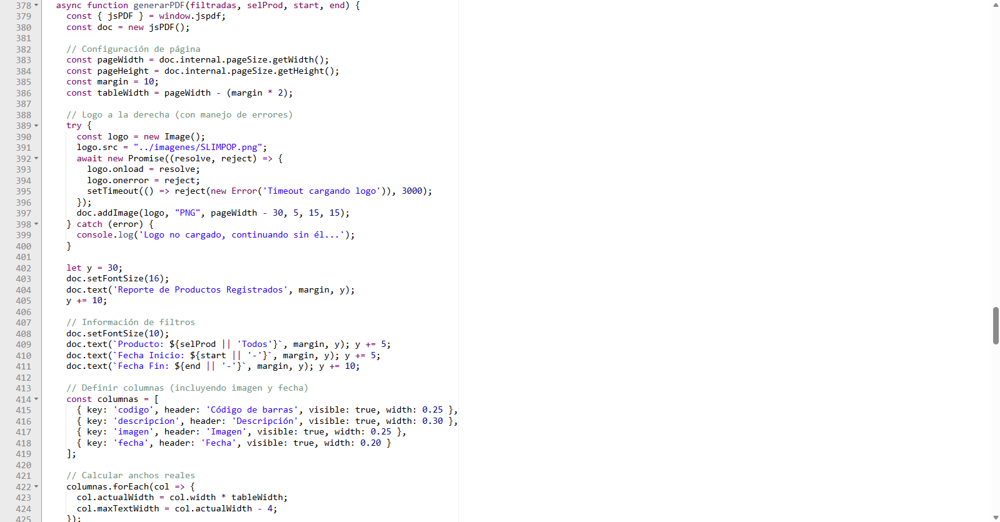 378 async function generarPDF(filtradas, selProd, start, end) {
379 const { jsPDF } = window.jspdf;
380 const doc = new jsPDF();
381
382 // Configuración de página
383 const pageWidth = doc.internal.pageSize.getWidth();
384 const pageHeight = doc.internal.pageSize.getHeight();
385 const margin = 10;
386 const tableWidth = pageWidth - (margin * 2);
387
388 // Logo a la derecha (con manejo de errores)
389 try {
390 const logo = new Image();
391 logo.src = "../imagenes/SLIMPOP.png";
392 await new Promise((resolve, reject) => {
393 logo.onload = resolve;
394 logo.onerror = reject;
395 setTimeout(() => reject(new Error('Timeout cargando logo')), 3000);
396 });
397 doc.addImage(logo, "PNG", pageWidth - 30, 5, 15, 15);
398 } catch (error) {
399 console.log('Logo no cargado, continuando sin él...');
400 }
401
402 let y = 30;
403 doc.setFontSize(16);
404 doc.text('Reporte de Productos Registrados', margin, y);
405 y += 10;
406
407 // Información de filtros
408 doc.setFontSize(10);
409 doc.text(`Producto: ${selProd || 'Todos'}`, margin, y); y += 5;
410 doc.text(`Fecha Inicio: ${start || '-'}`, margin, y); y += 5;
411 doc.text(`Fecha Fin: ${end || '-'}`, margin, y); y += 10;
412
413 // Definir columnas (incluyendo imagen y fecha)
414 const columnas = [
415 { key: 'codigo', header: 'Código de barras', visible: true, width: 0.25 },
416 { key: 'descripcion', header: 'Descripción', visible: true, width: 0.30 },
417 { key: 'imagen', header: 'Imagen', visible: true, width: 0.25 },
418 { key: 'fecha', header: 'Fecha', visible: true, width: 0.20 }
419 ];
420
421 // Calcular anchos reales
422 columnas.forEach(col => {
423 col.actualWidth = col.width * tableWidth;
424 col.maxTextWidth = col.actualWidth - 4;
425 });